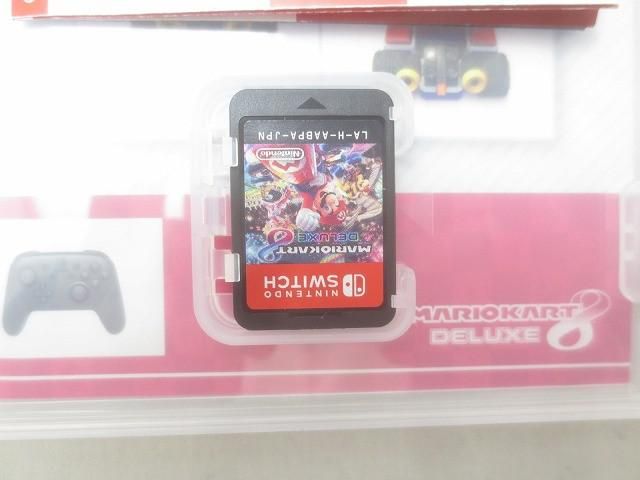 NINTENDO
SWITCH
MARIOKART 8
DELUXE
Nintendo
LA-H-AABPA-JPN
MARIOKART 8
DELUXE